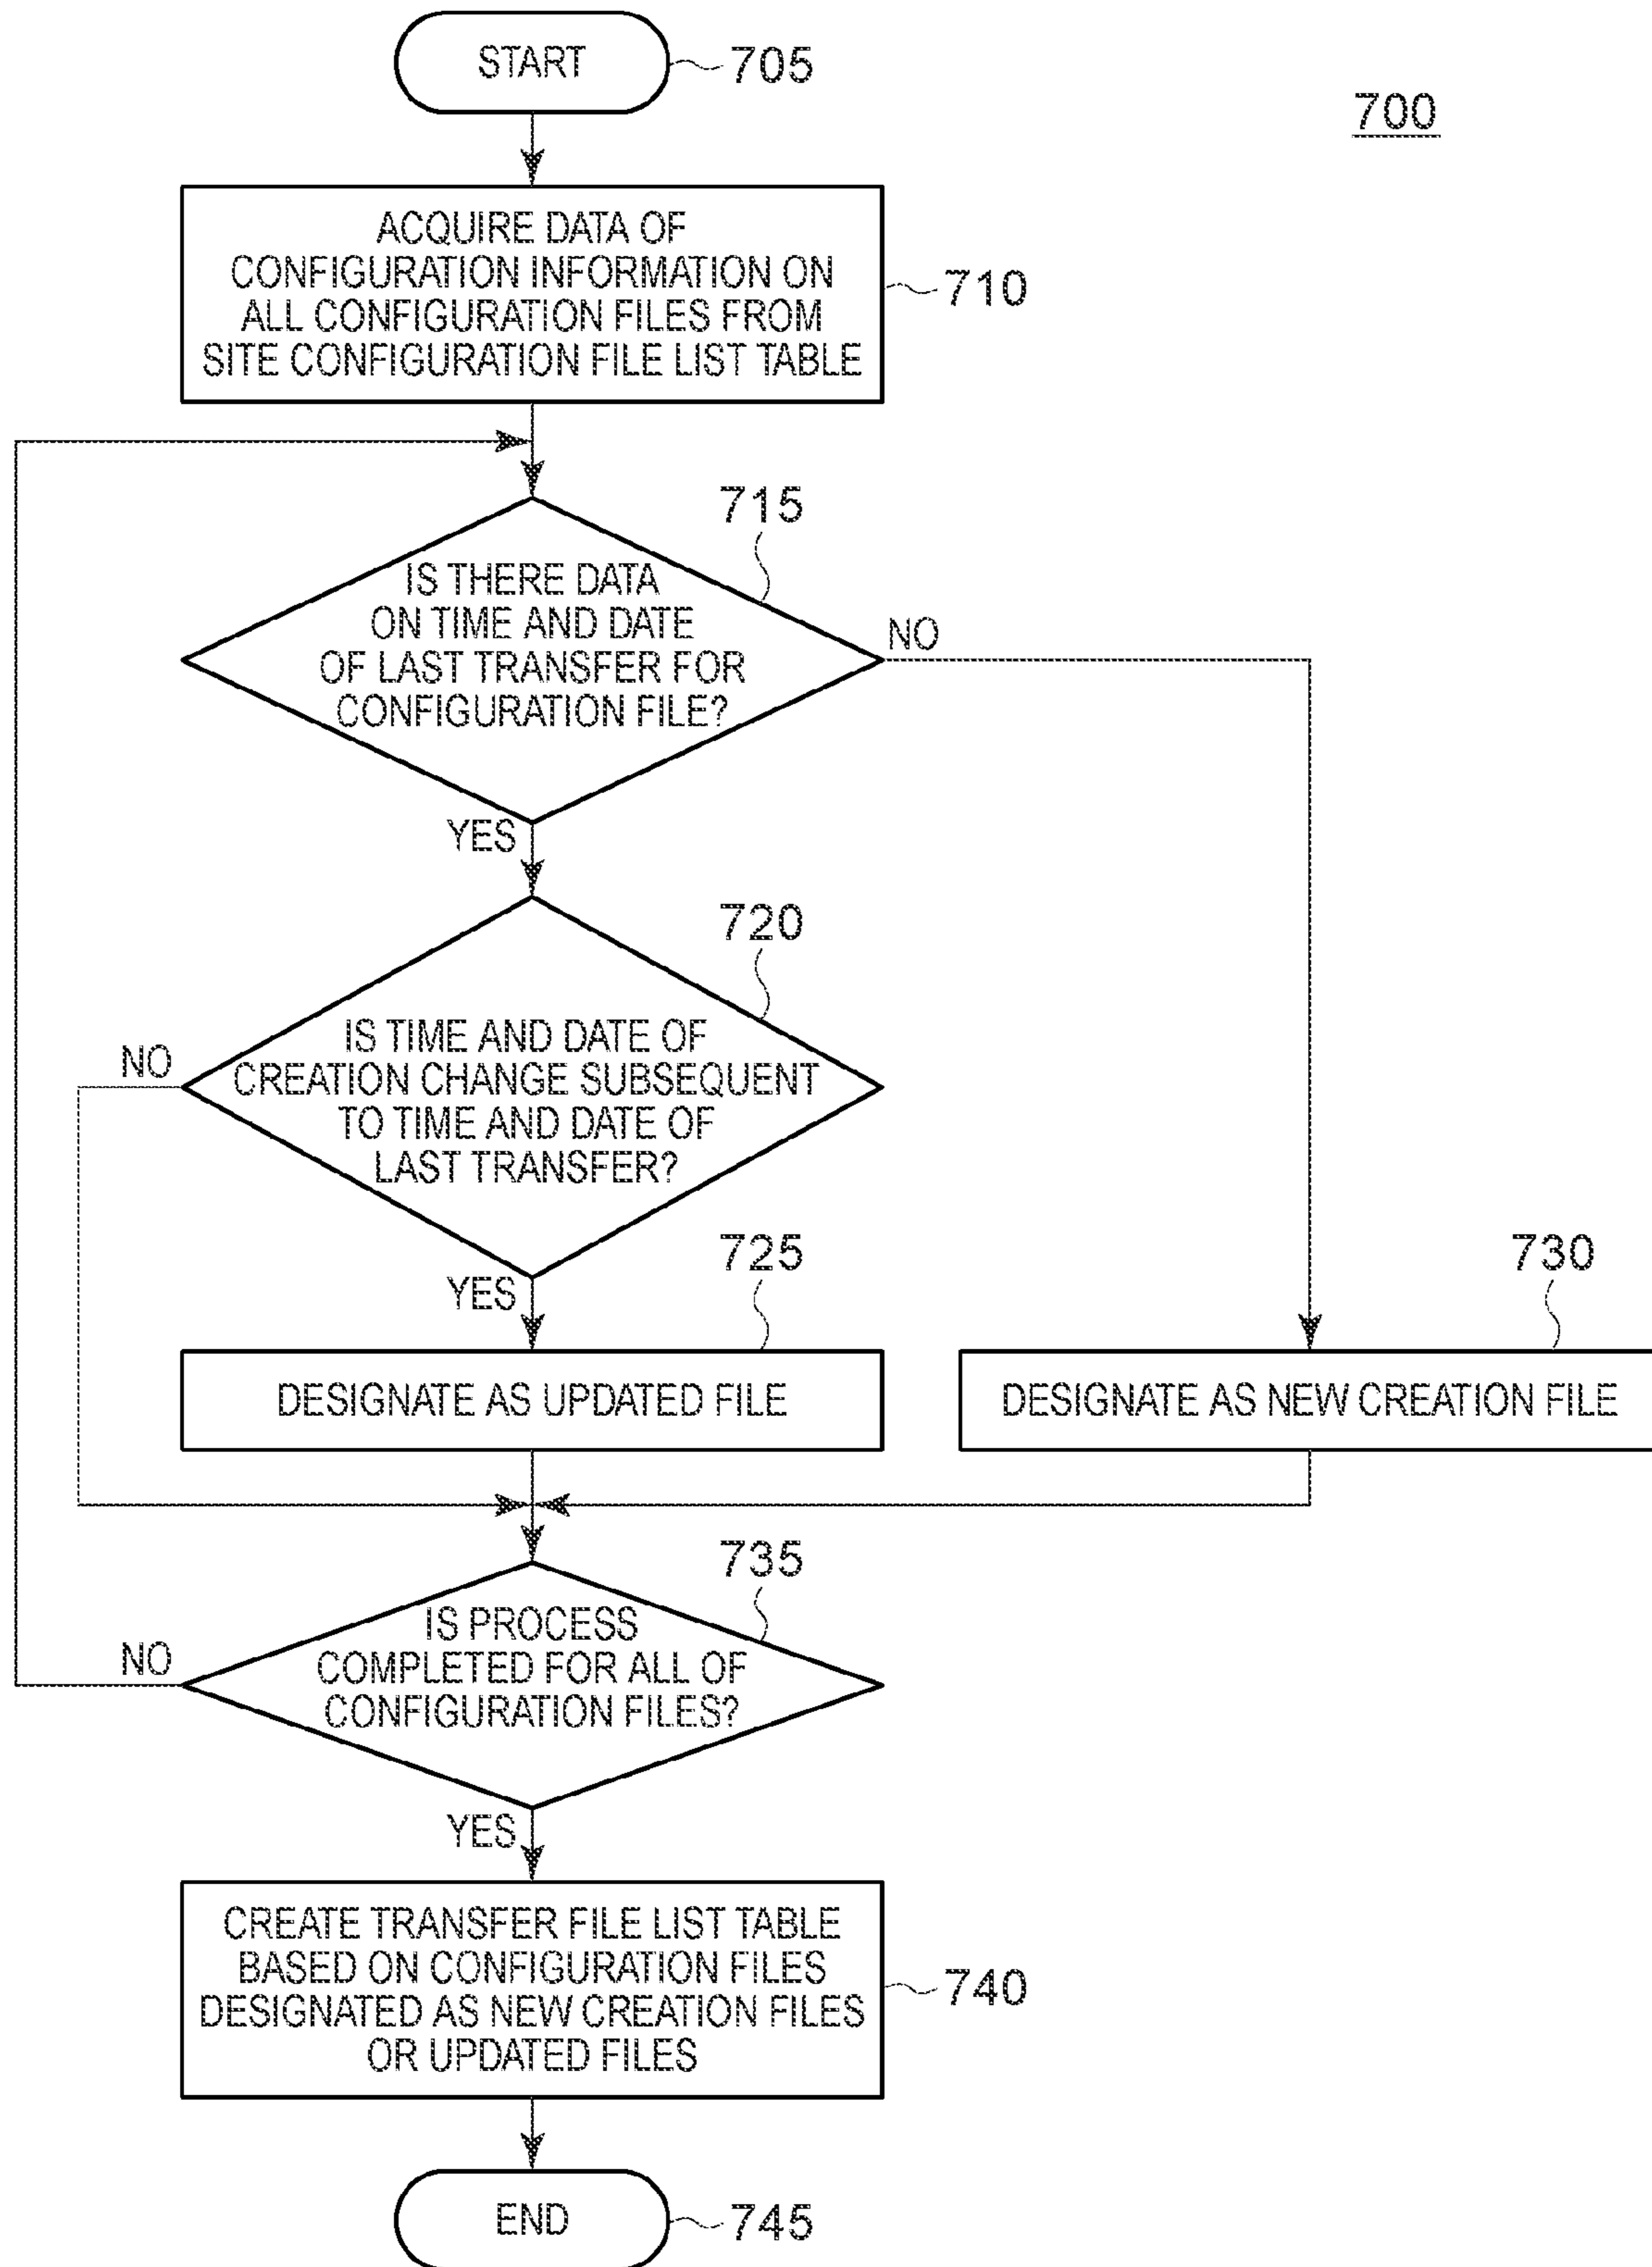 START
705
700
ACQUIRE DATA OF
CONFIGURATION INFORMATION ON
ALL CONFIGURATION FILES FROM
SITE CONFIGURATION FILE LIST TABLE
710
715
IS THERE DATA
ON TIME AND DATE
OF LAST TRANSFER FOR
CONFIGURATION FILE?
NO
YES
720
IS TIME AND DATE OF
CREATION CHANGE SUBSEQUENT
TO TIME AND DATE OF
LAST TRANSFER?
NO
YES
725
730
DESIGNATE AS UPDATED FILE
DESIGNATE AS NEW CREATION FILE
735
IS PROCESS
COMPLETED FOR ALL OF
CONFIGURATION FILES?
NO
YES
CREATE TRANSFER FILE LIST TABLE
BASED ON CONFIGURATION FILES
DESIGNATED AS NEW CREATION FILES
OR UPDATED FILES
740
END
745